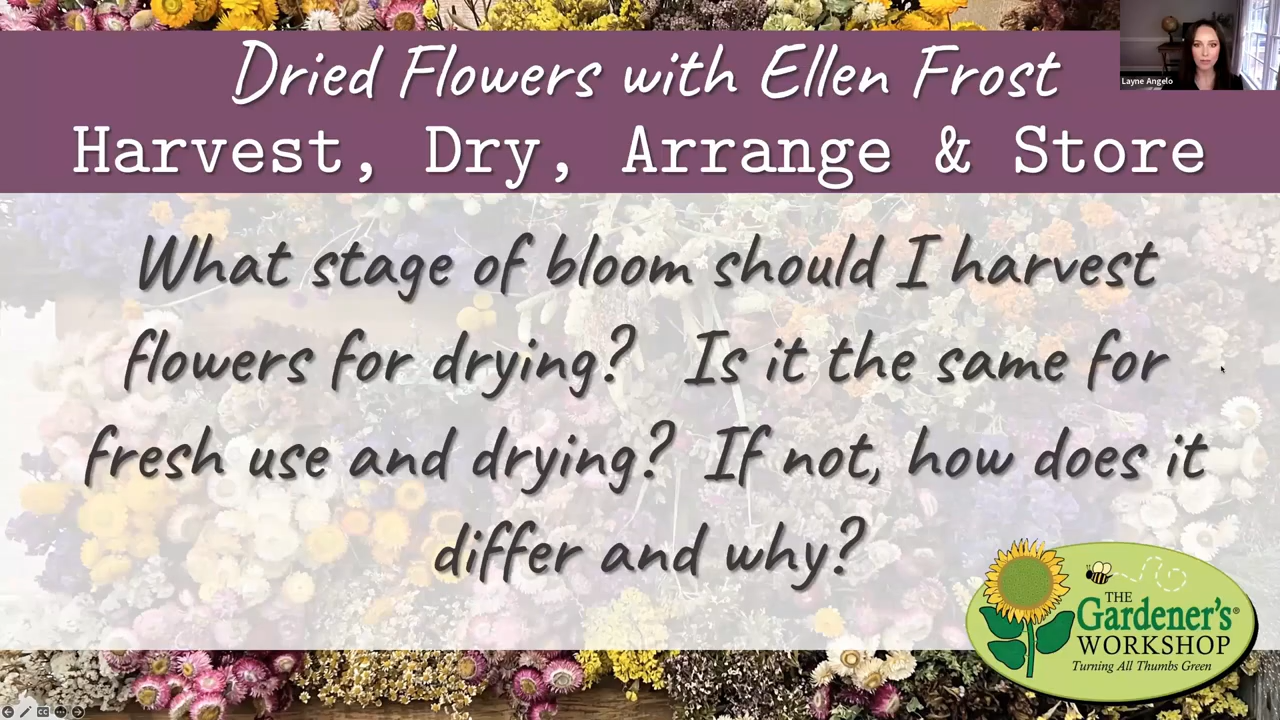 Dried Flowers with Ellen Frost
Layne Angelo
Harvest, Dry, Arrange & Store
What stage of bloom should I harvest
flowers for drying? Is it the same for
fresh use and drying? If not, how does it
differ and why?
THE
Gardener's®
WORKSHOP
Turning All Thumbs Green